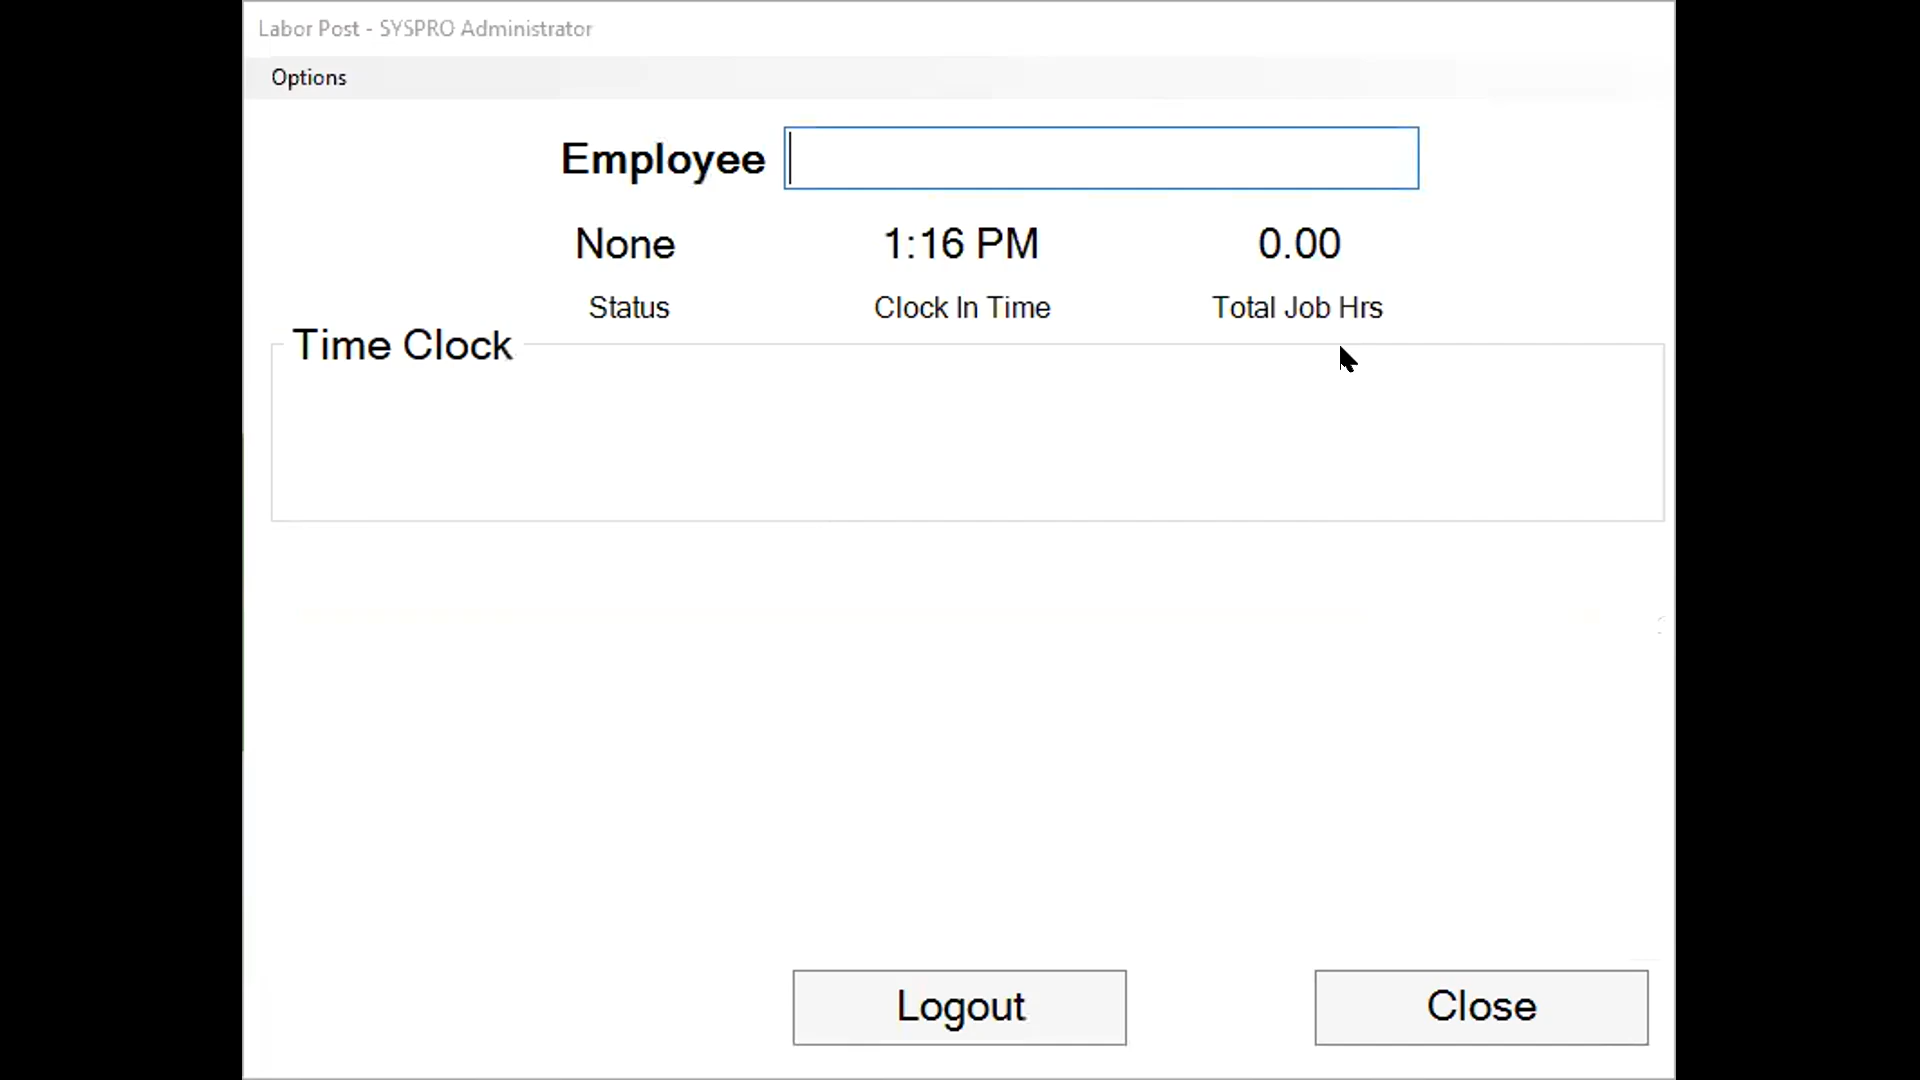 Labor Post - SYSPRO Administrator
Options
Employee
None 1:16 PM 0.00
Status Clock In Time Total Job Hrs
Time Clock
Logout Close